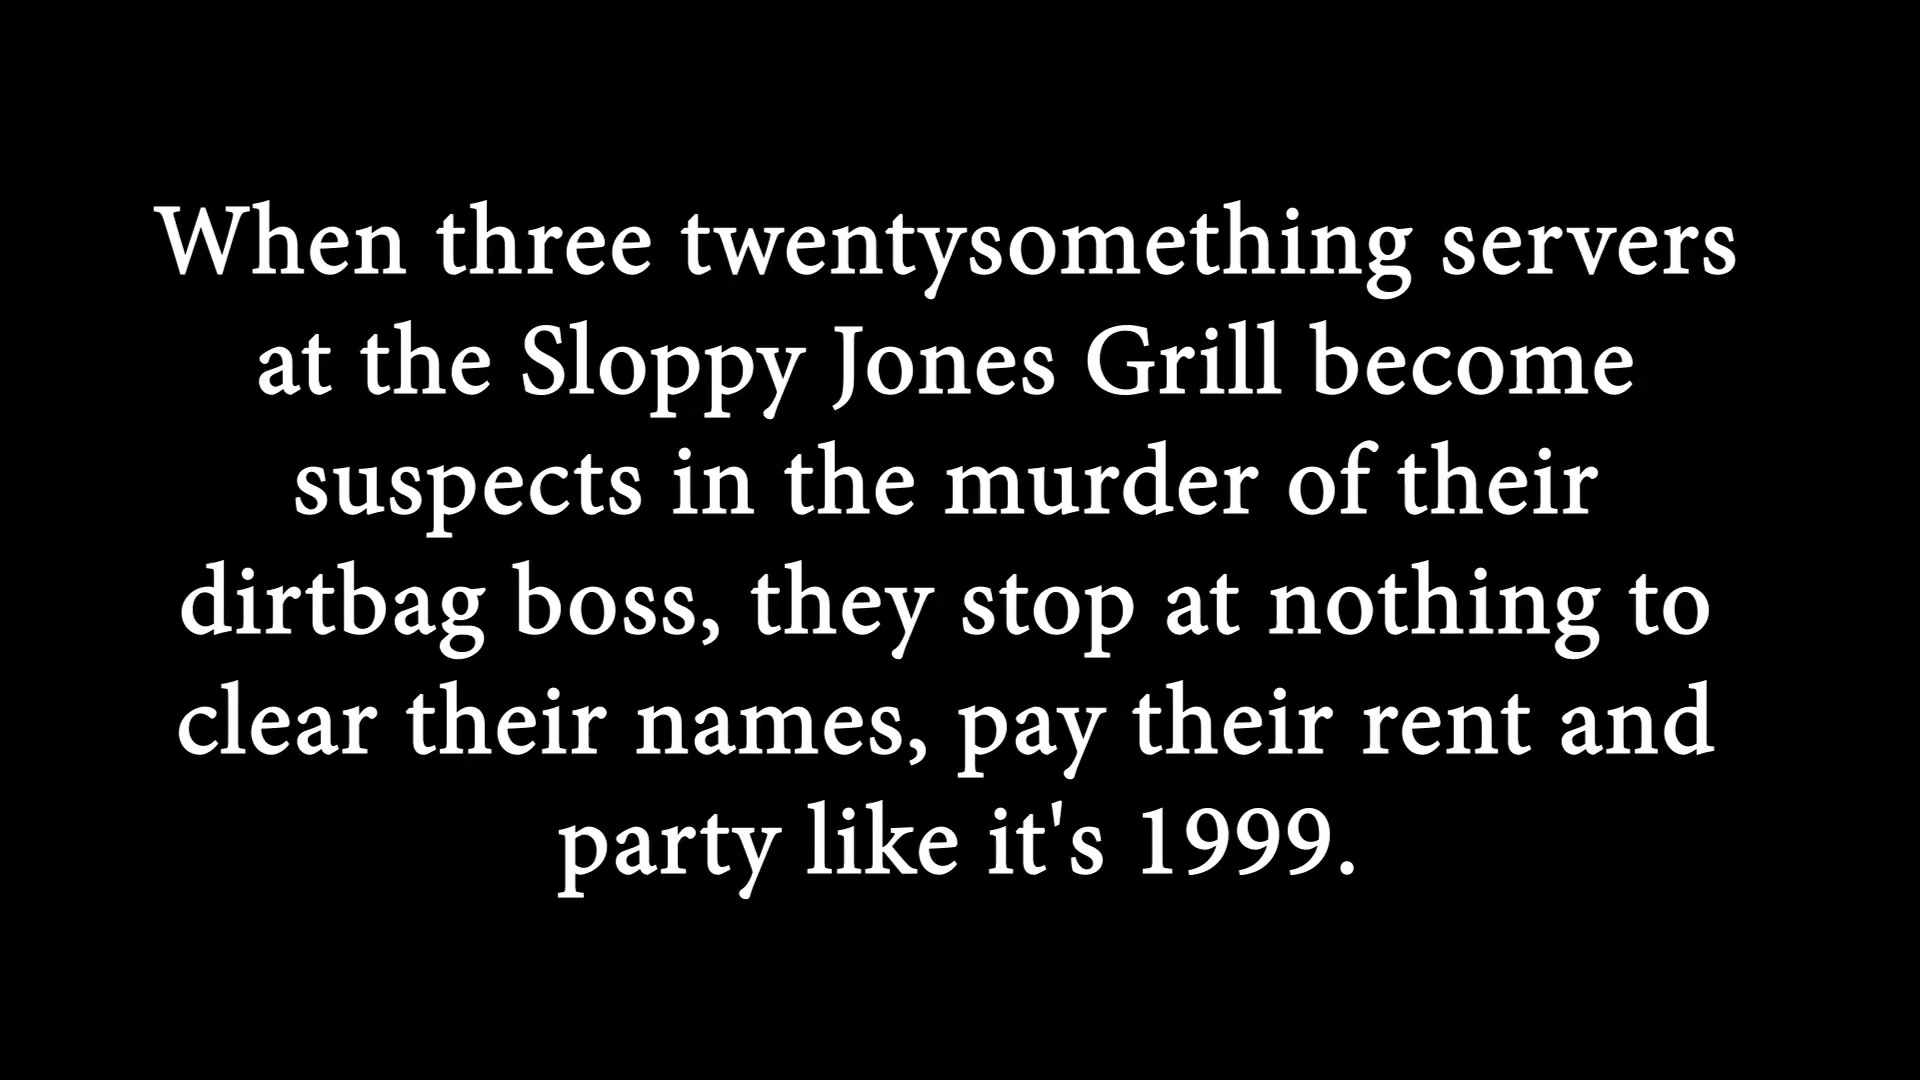 When three twentysomething servers
at the Sloppy Jones Grill become
suspects in the murder of their
dirtbag boss, they stop at nothing to
clear their names, pay their rent and
party like it's 1999.